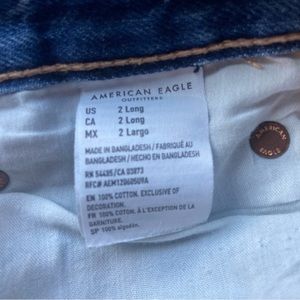 AMERICAN EAGLE
OUTFITTERS
US 2 Long
CA 2 Long
MX 2 Largo
MADE IN BANGLADESH / FABRIQUÉ AU
BANGLADESH / HECHO EN BANGLADESH
RN 54485/CA 03873
RFC# AEM120605U9A
EN 100% COTTON. EXCLUSIVE OF
DECORATION.
FR 100% COTON. À L'EXCEPTION DE LA
GARNITURE.
SP 100% algodón.
AMERICAN
EAGLE